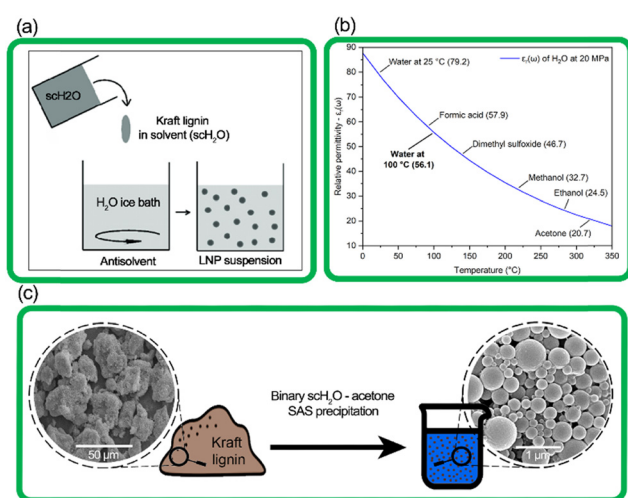 (a)
scH2O
Kraft lignin
in solvent (scH₂O)
H₂O ice bath
Antisolvent
LNP suspension
(b)
90
80
70
60
50
40
30
20
10
Relative permittivity - εᵣ(ω)
εᵣ(ω) of H₂O at 20 MPa
Water at 25 °C (79.2)
Formic acid (57.9)
Water at
100 °C (56.1)
Dimethyl sulfoxide (46.7)
Methanol (32.7)
Ethanol (24.5)
Acetone (20.7)
0 50 100 150 200 250 300 350
Temperature (°C)
(c)
50 µm
Kraft
lignin
Binary scH₂O - acetone
SAS precipitation
1 µm